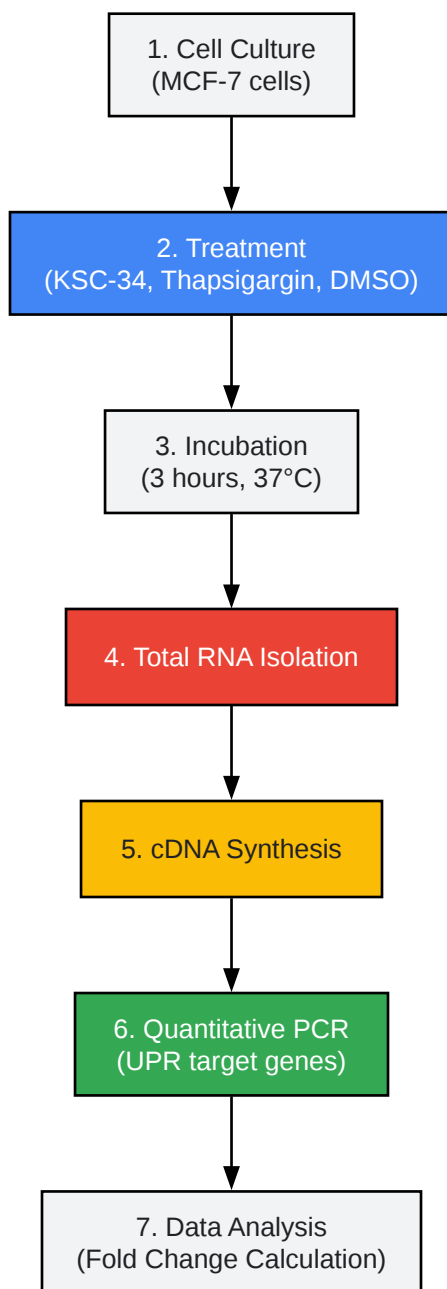 1. Cell Culture
(MCF-7 cells)
2. Treatment
(KSC-34, Thapsigargin, DMSO)
3. Incubation
(3 hours, 37°C)
4. Total RNA Isolation
5. cDNA Synthesis
6. Quantitative PCR
(UPR target genes)
7. Data Analysis
(Fold Change Calculation)